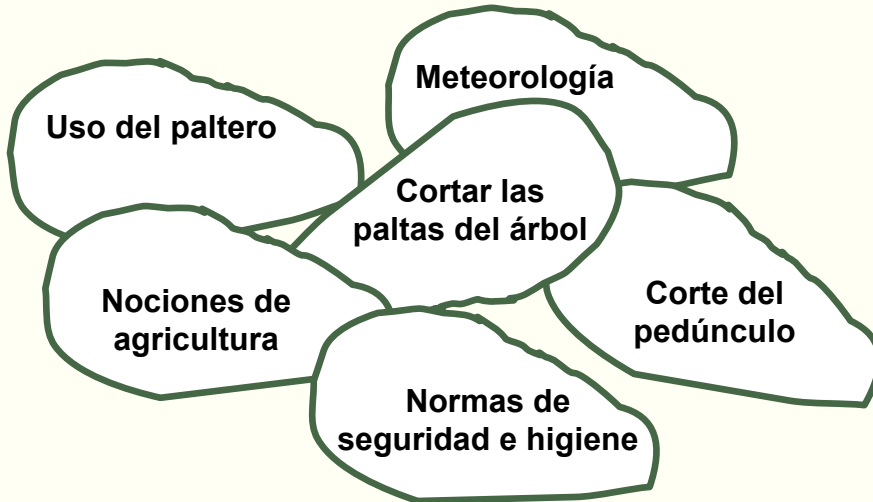 Meteorología
Uso del paltero
Cortar las
paltas del árbol
Nociones de
agricultura
Corte del
pedúnculo
Normas de
seguridad e higiene